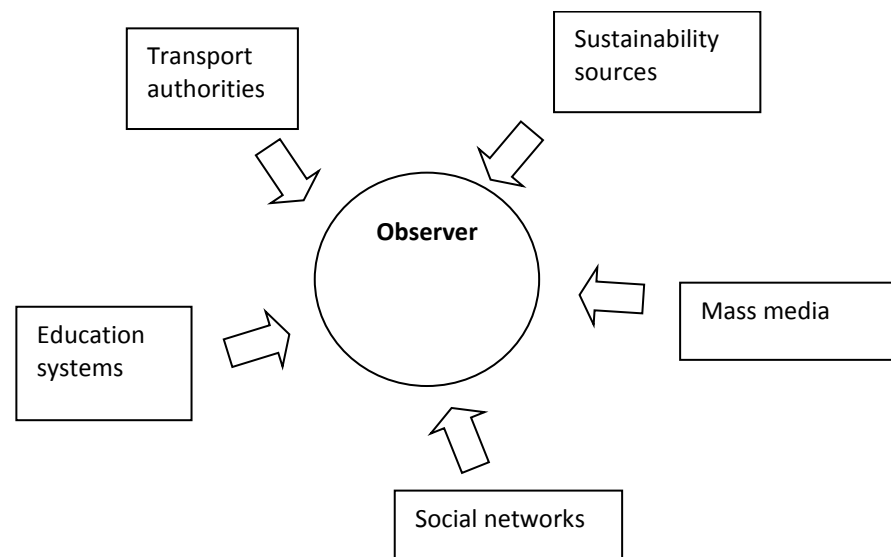 Transport
authorities
Sustainability
sources
Observer
Education
systems
Mass media
Social networks